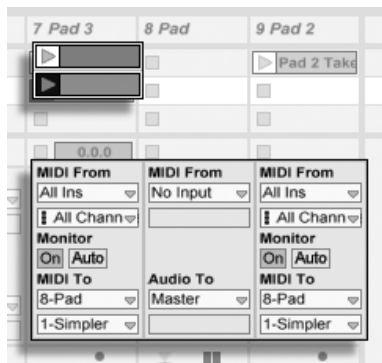 7 Pad 3 8 Pad 9 Pad 2
Pad 2 Take
0.0.0
MIDI From MIDI From MIDI From
All Ins No Input All Ins
All Chann All Chann
Monitor Monitor
On Auto On Auto
MIDI To Audio To MIDI To
8-Pad Master 8-Pad
1-Simpler 1-Simpler